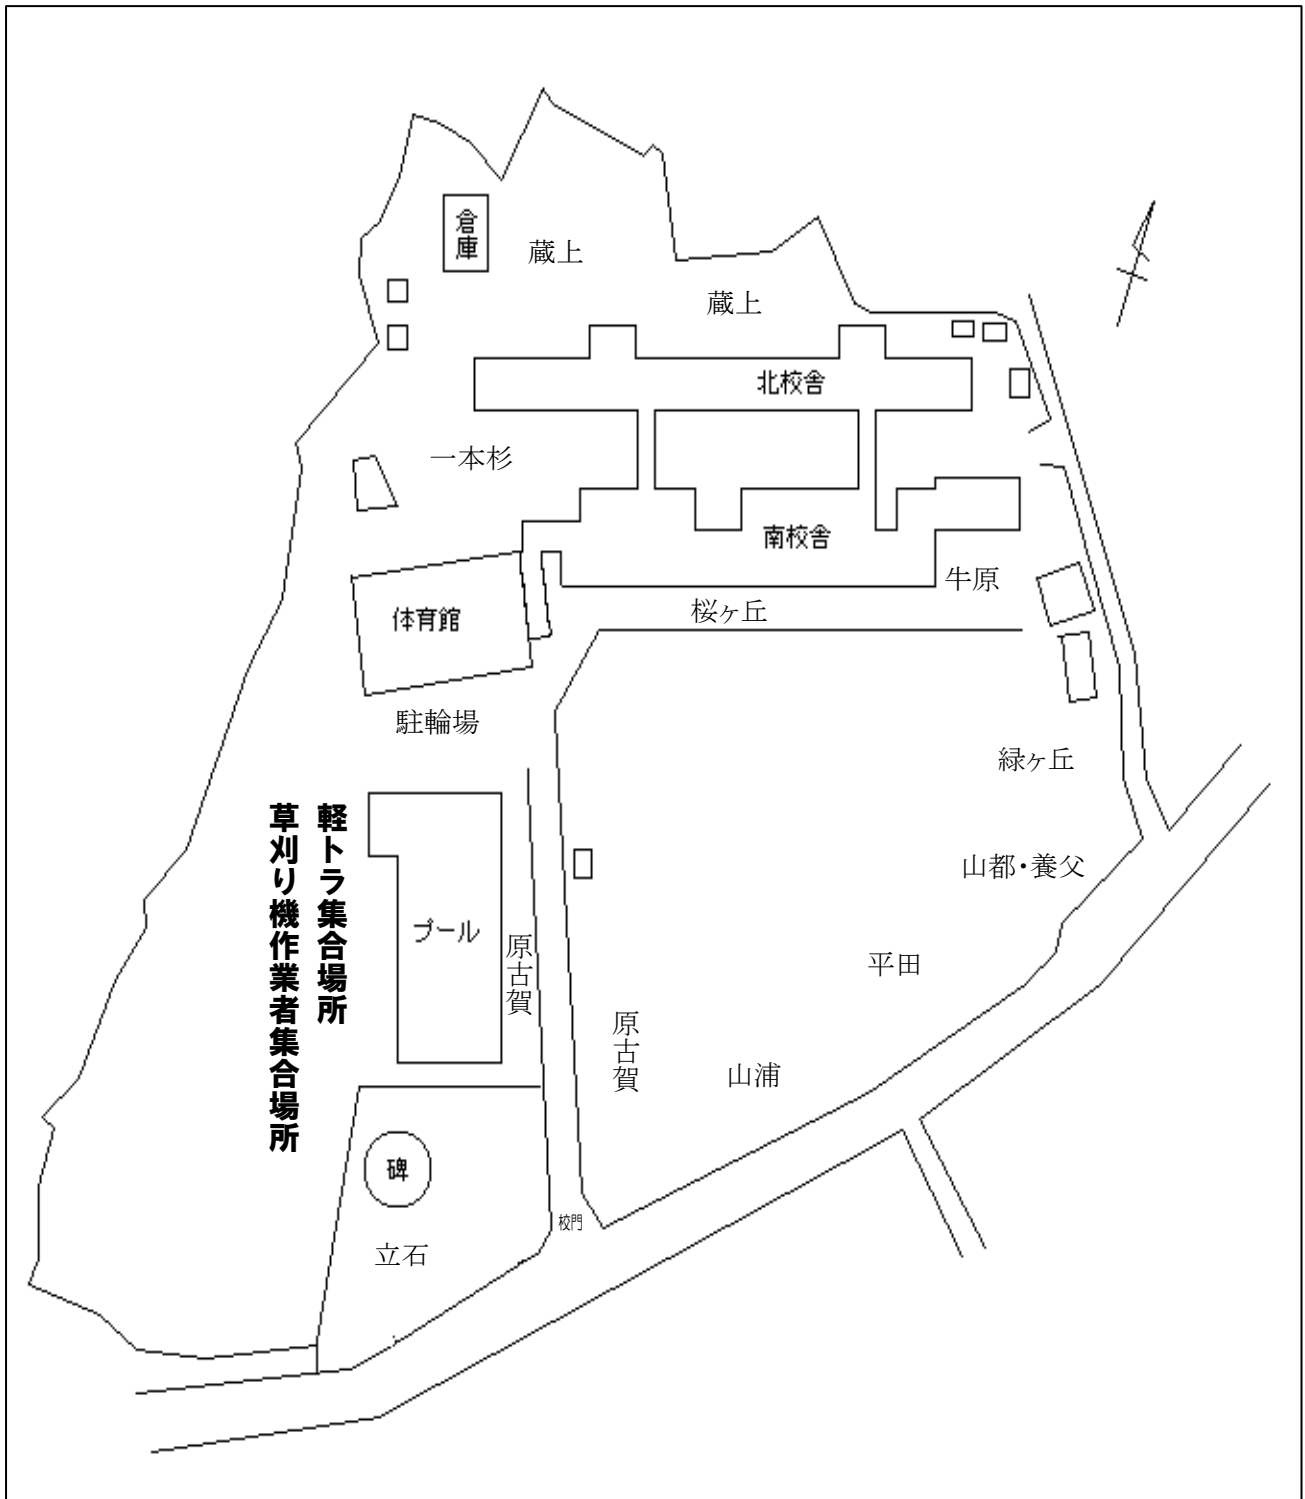 倉庫
蔵上
蔵上
北校舎
一本杉
南校舎
牛原
桜ヶ丘
体育館
駐輪場
緑ヶ丘
軽トラ集合場所
草刈り機作業者集合場所
山都・養父
プール
原古賀
平田
原古賀
山浦
碑
校門
立石